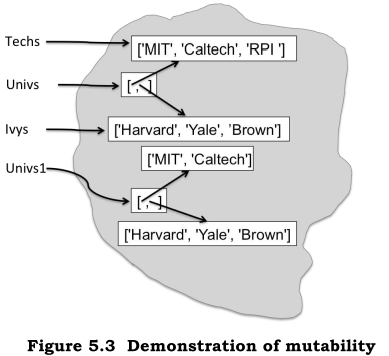 Techs
['MIT', 'Caltech', 'RPI ']
Univs
[ , ]
Ivys
['Harvard', 'Yale', 'Brown']
['MIT', 'Caltech']
Univs1
[ , ]
['Harvard', 'Yale', 'Brown']
Figure 5.3 Demonstration of mutability